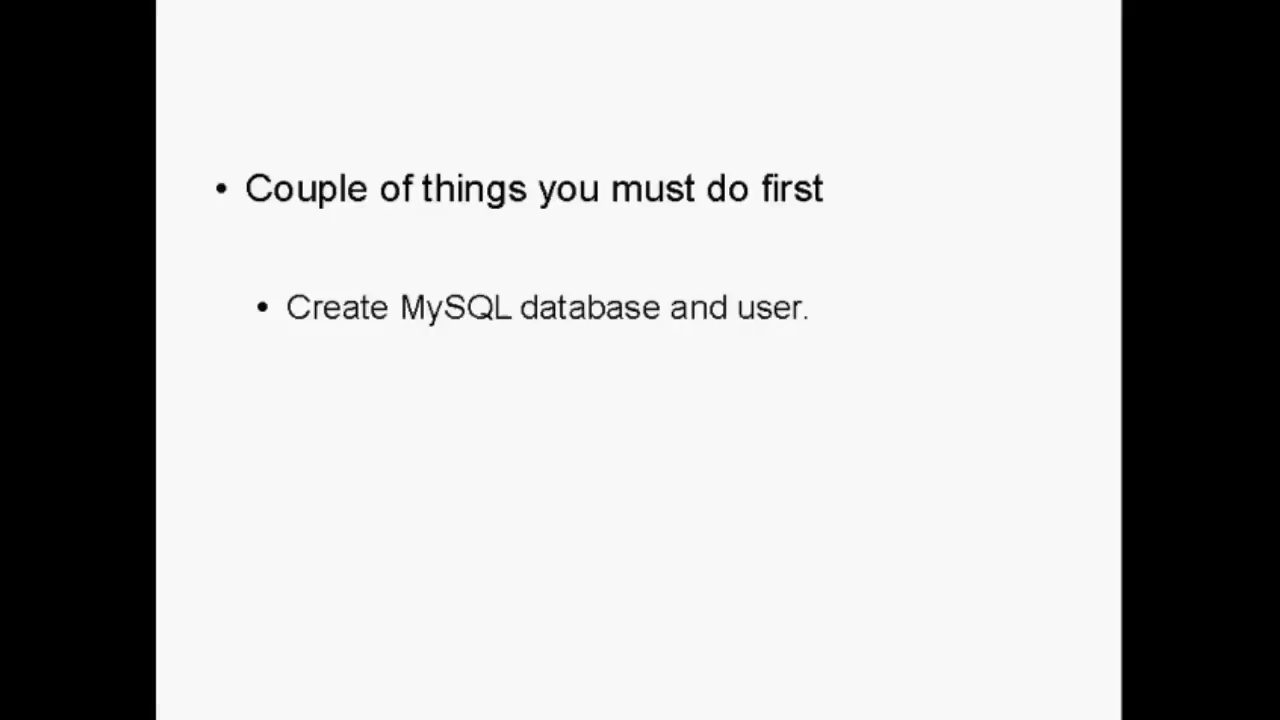 • Couple of things you must do first
• Create MySQL database and user.